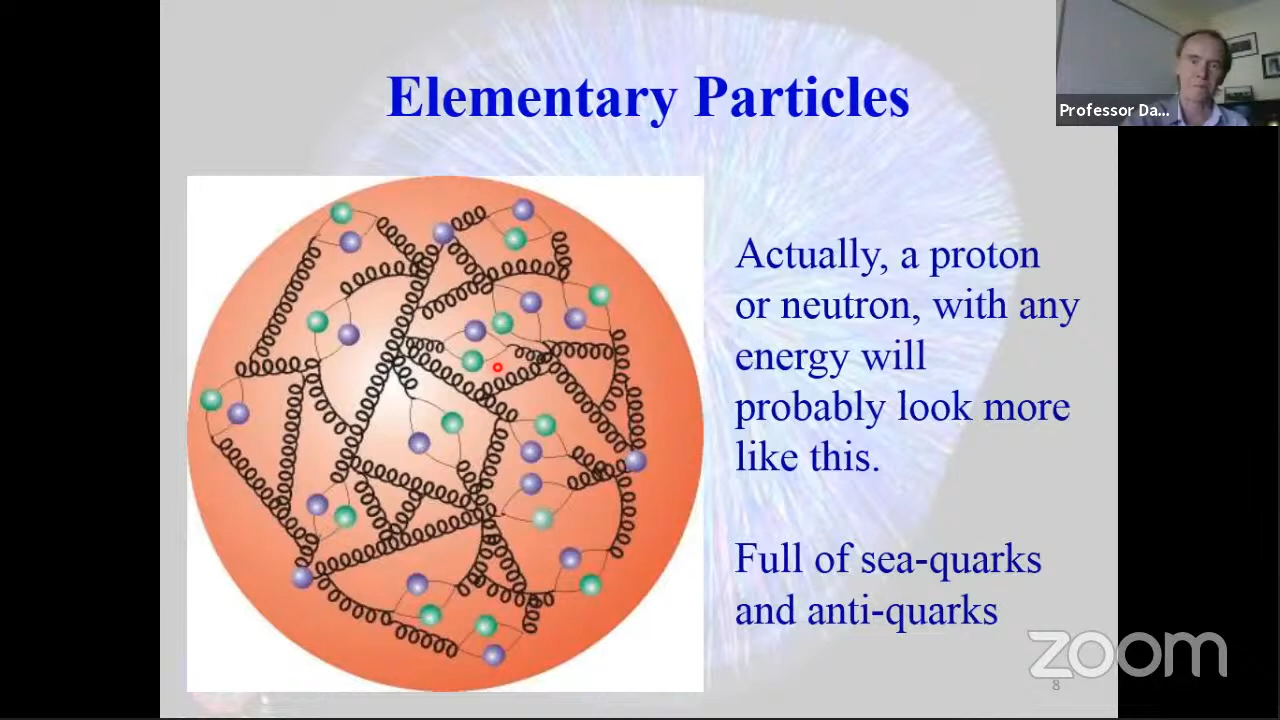 Elementary Particles
Professor Da...
Actually, a proton
or neutron, with any
energy will
probably look more
like this.
Full of sea-quarks
and anti-quarks
zoom
8